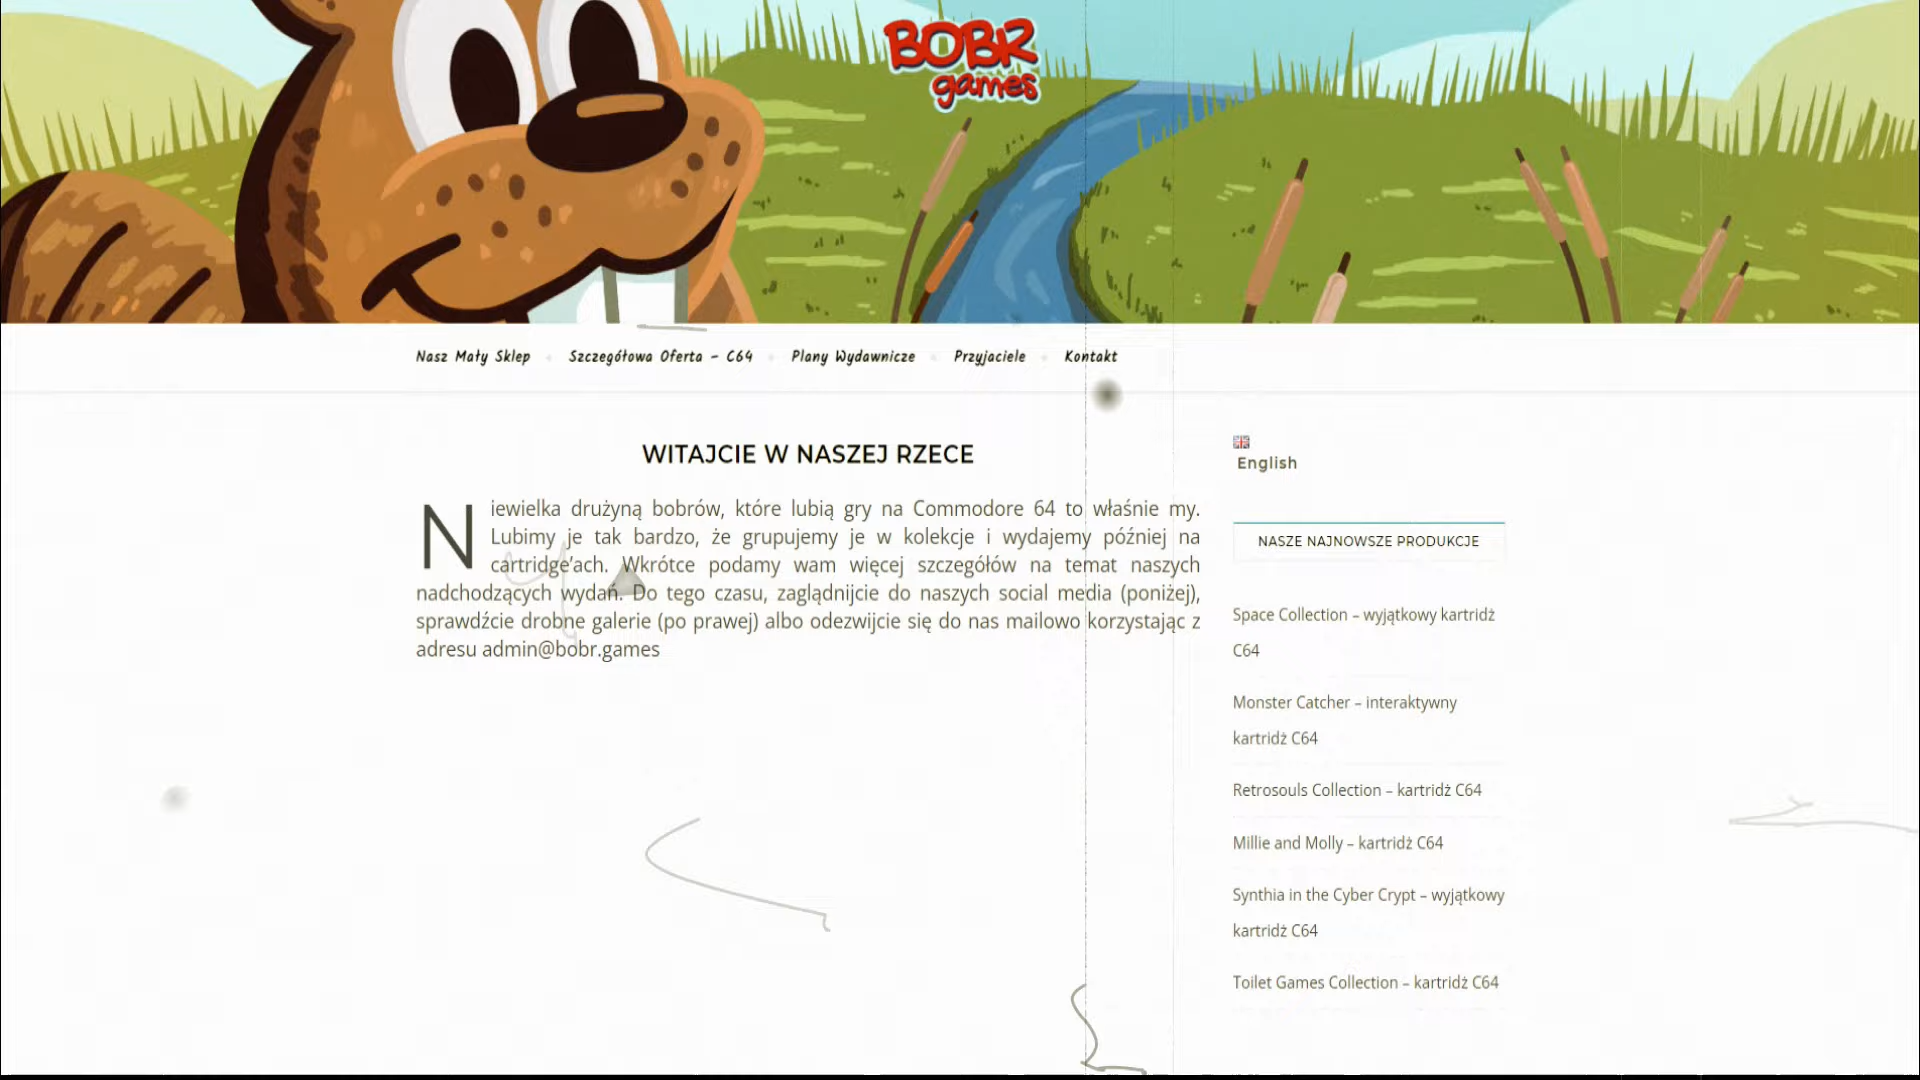 BOBR
games
Nasz Mały Sklep
Szczegółowa Oferta – C64
Plany Wydawnicze
Przyjaciele
Kontakt
WITAJCIE W NASZEJ RZECE
Niewielka drużyną bobrów, które lubią gry na Commodore 64 to właśnie my.
Lubimy je tak bardzo, że grupujemy je w kolekcje i wydajemy później na
cartridge’ach. Wkrótce podamy wam więcej szczegółów na temat naszych
nadchodzących wydań. Do tego czasu, zaglądnijcie do naszych social media (poniżej),
sprawdźcie drobne galerie (po prawej) albo odezwijcie się do nas mailowo korzystając z
adresu admin@bobr.games
English
NASZE NAJNOWSZE PRODUKCJE
Space Collection – wyjątkowy kartridż
C64
Monster Catcher – interaktywny
kartridż C64
Retrosouls Collection – kartridż C64
Millie and Molly – kartridż C64
Synthia in the Cyber Crypt – wyjątkowy
kartridż C64
Toilet Games Collection – kartridż C64